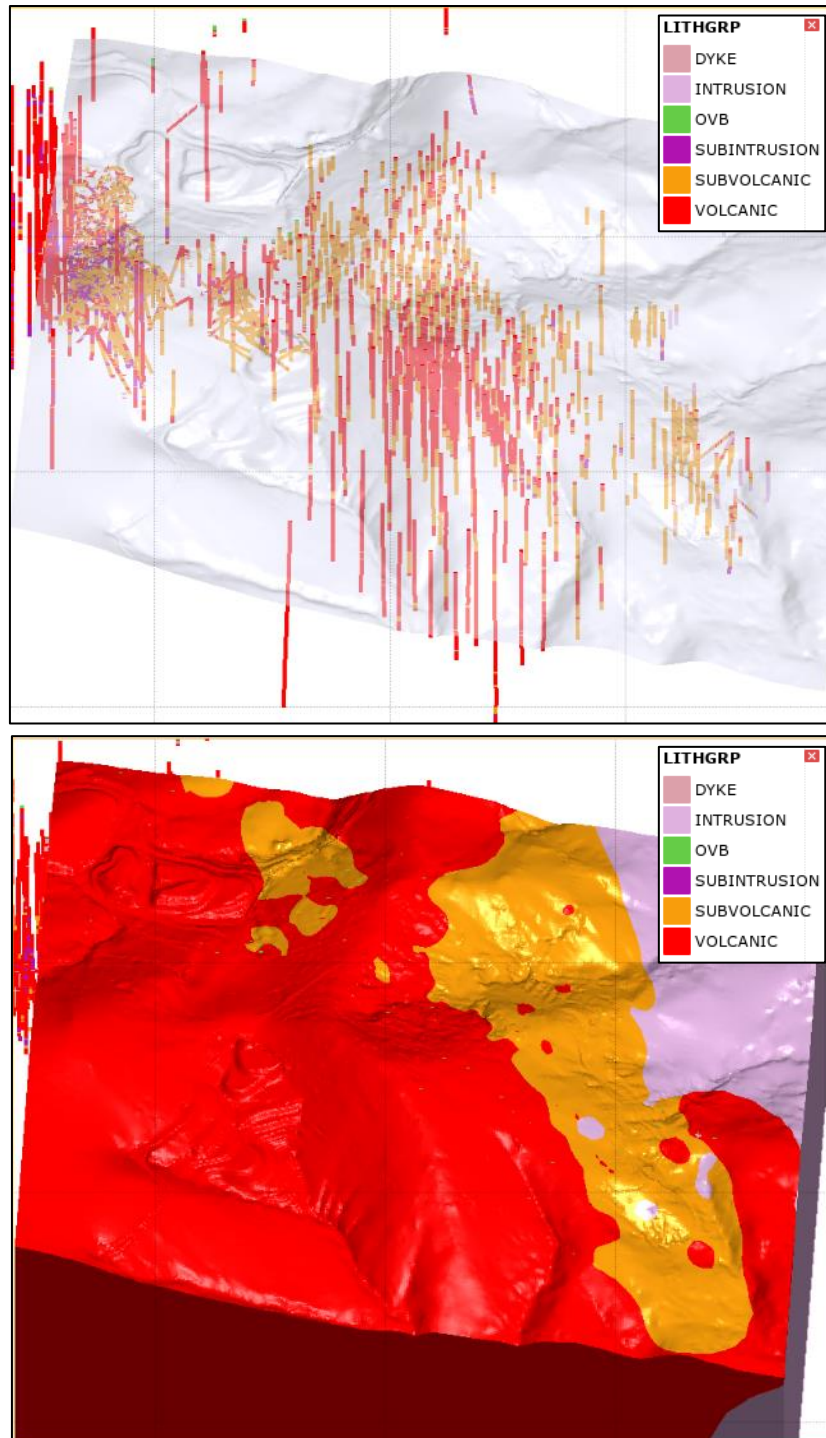 LITHGRP
DYKE
INTRUSION
OVB
SUBINTRUSION
SUBVOLCANIC
VOLCANIC
LITHGRP
DYKE
INTRUSION
OVB
SUBINTRUSION
SUBVOLCANIC
VOLCANIC